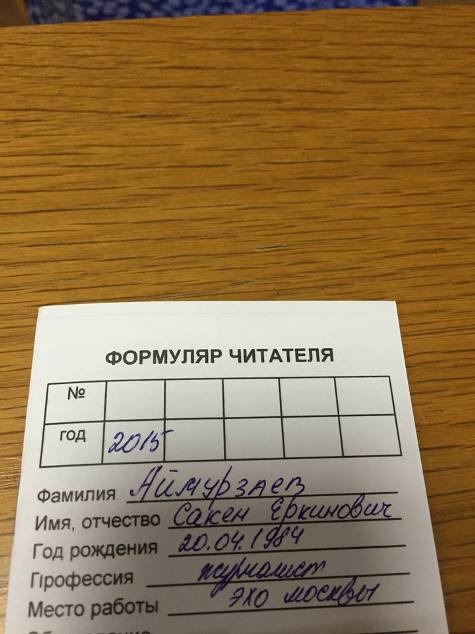 ФОРМУЛЯР ЧИТАТЕЛЯ
№
год 2015
Фамилия Аймурзаев
Имя, отчество Сакен Еркинович
Год рождения 20.04.1984
Профессия журналист
Место работы эхо москвы